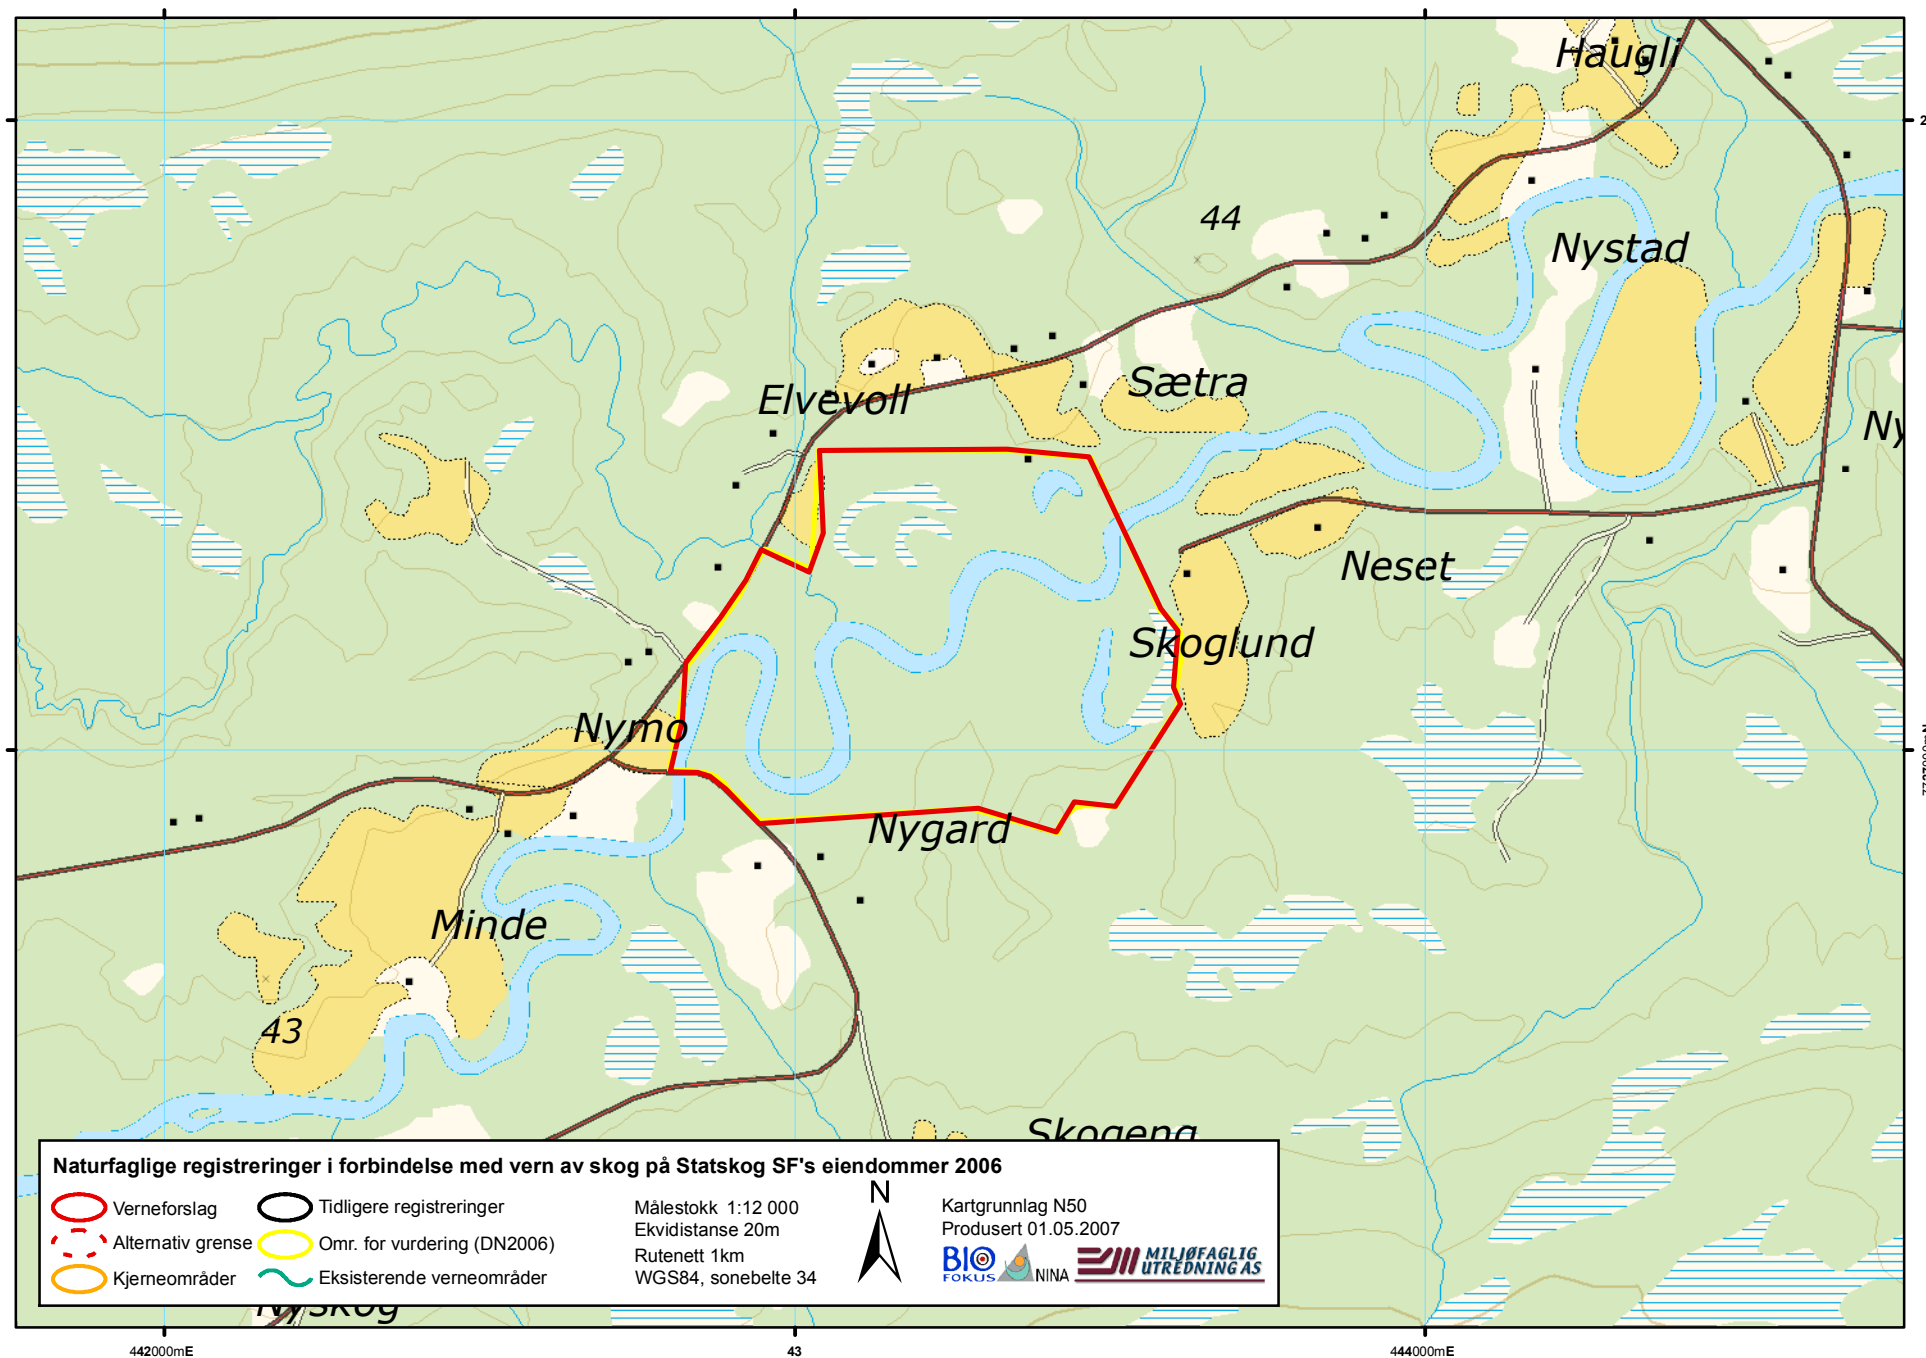 Haugli
2
44
Nystad
Elvevoll
Sætra
Ny
Neset
Skoglund
Nymo
Nygard
Minde
43
Skogeng
Naturfaglige registreringer i forbindelse med vern av skog på Statskog SF's eiendommer 2006
Verneforslag
Alternativ grense
Kjerneområder
Tidligere registreringer
Omr. for vurdering (DN2006)
Eksisterende verneområder
Målestokk 1:12 000
Ekvidistanse 20m
Rutenett 1km
WGS84, sonebelte 34
N
Kartgrunnlag N50
Produsert 01.05.2007
BIO
FOKUS
NINA
MILJØFAGLIG
UTREDNING AS
Nyskog
442000mE
43
444000mE